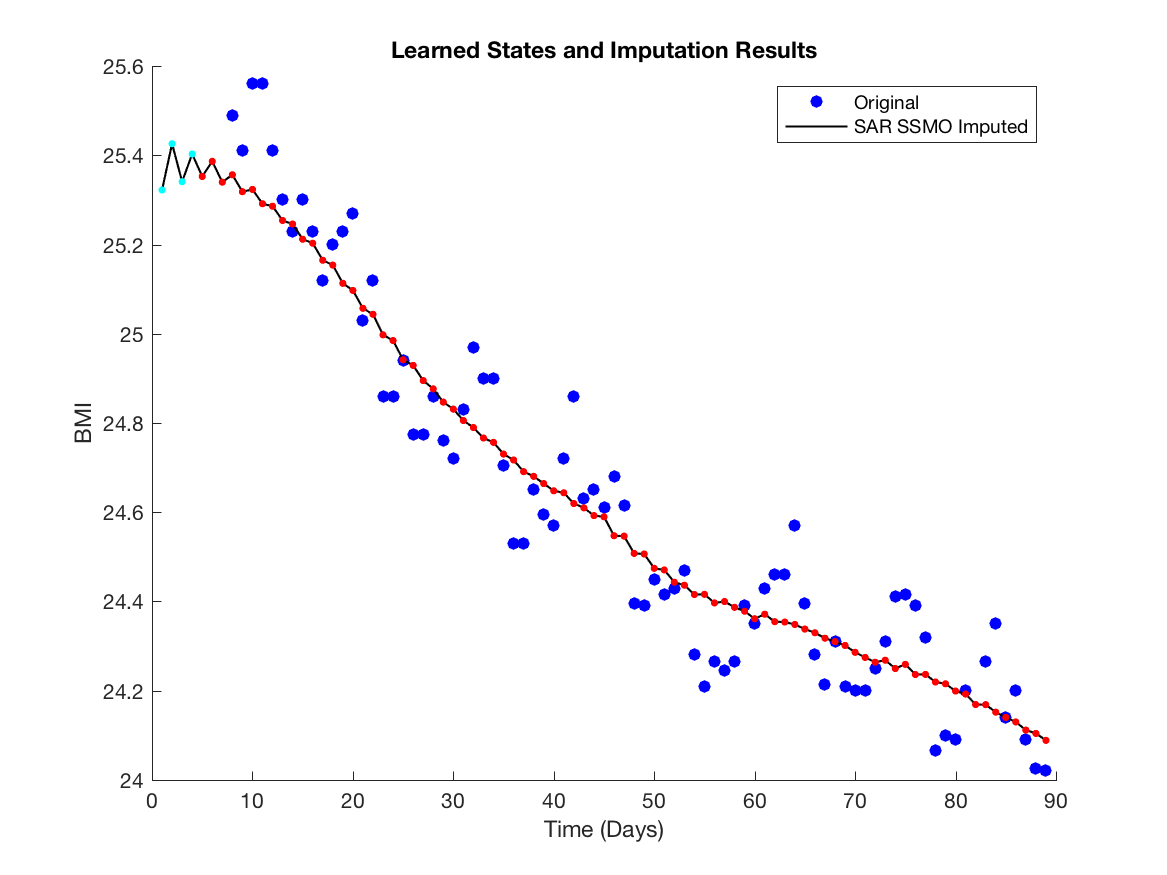 Learned States and Imputation Results
Original
SAR SSMO Imputed
25.6
25.4
25.2
25
24.8
24.6
24.4
24.2
24
BMI
0 10 20 30 40 50 60 70 80 90
Time (Days)